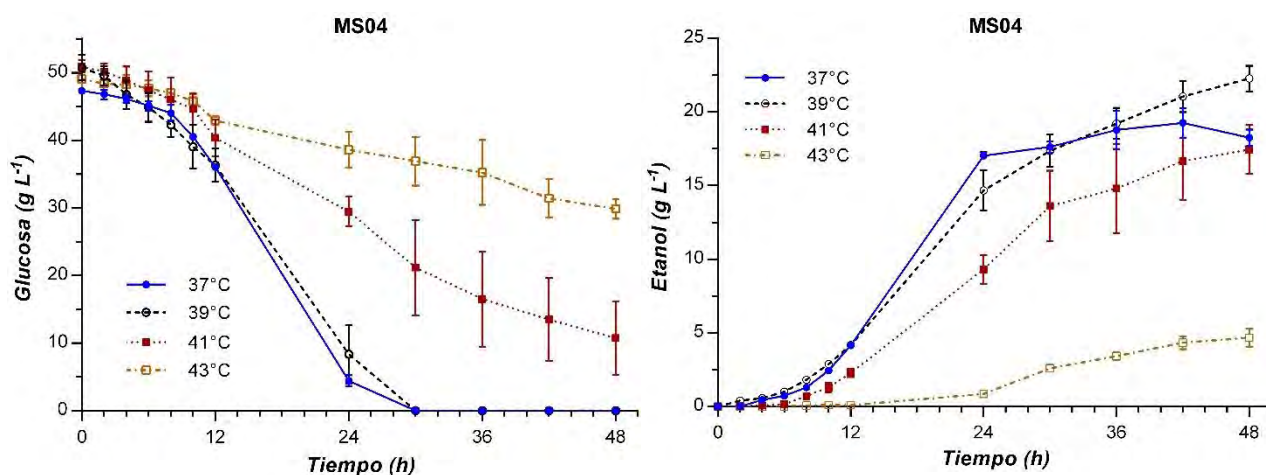 MS04
Glucosa (g L-1)
50
40
30
20
10
0
37°C
39°C
41°C
43°C
0 12 24 36 48
Tiempo (h)
MS04
Etanol (g L-1)
25
20
15
10
5
0
37°C
39°C
41°C
43°C
0 12 24 36 48
Tiempo (h)